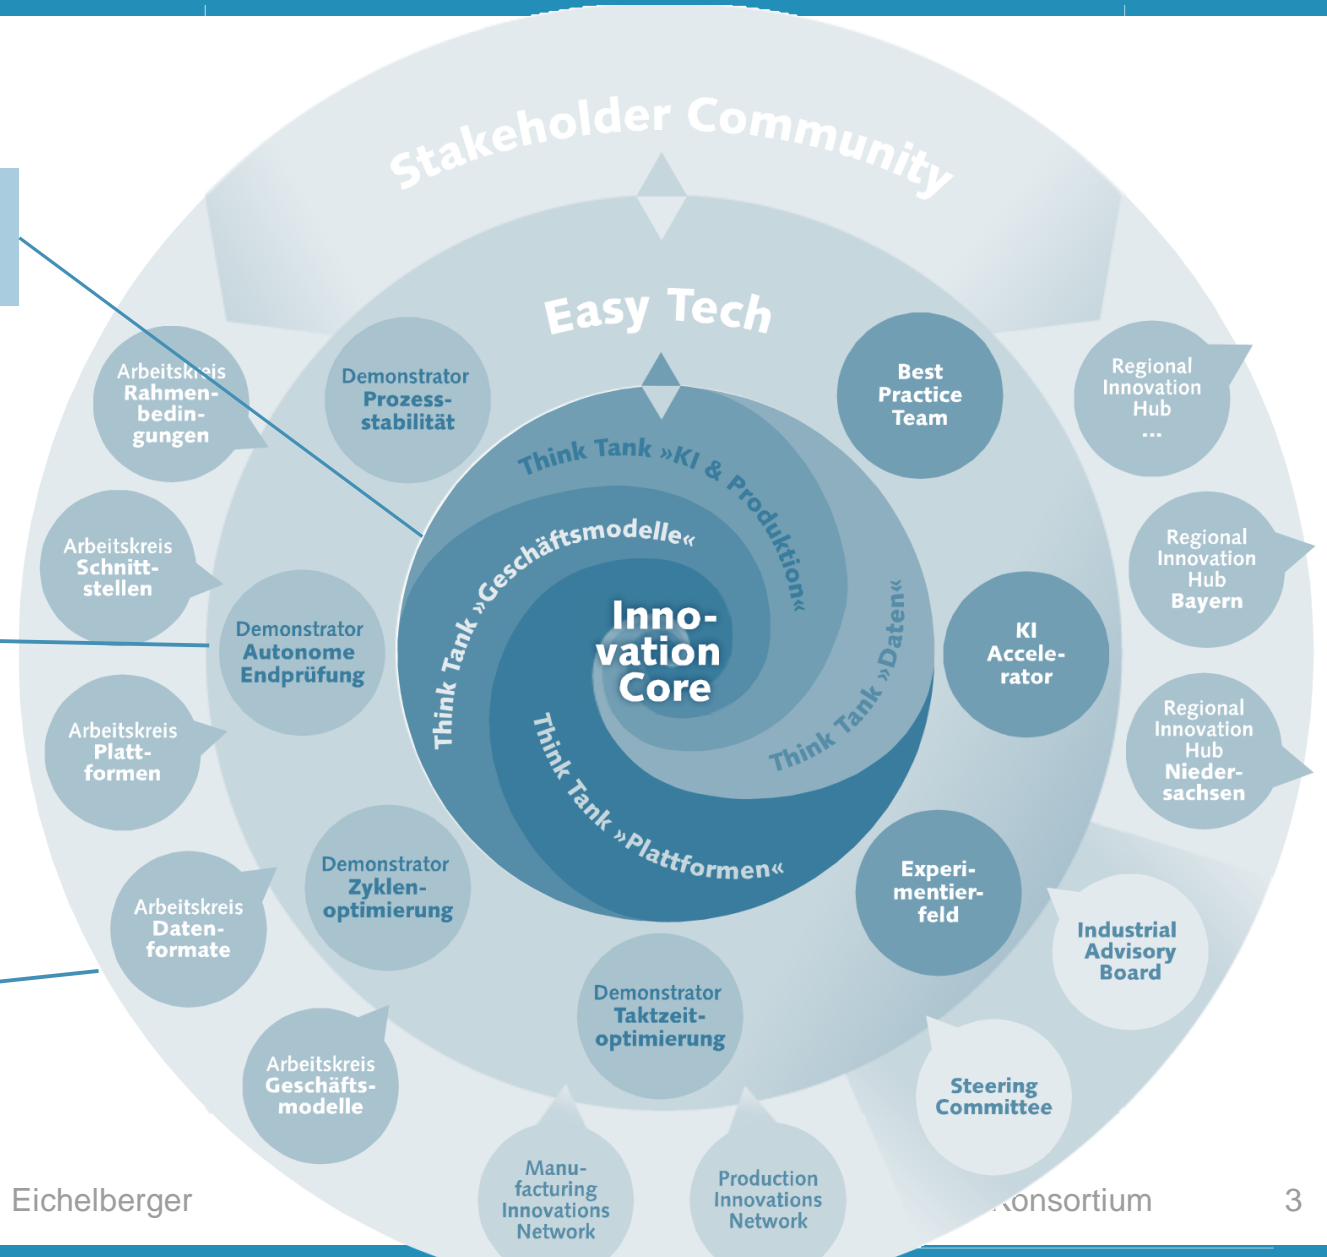 Stakeholder Community
Easy Tech
Arbeitskreis
Rahmen-
bedin-
gungen
Demonstrator
Prozess-
stabilität
Best
Practice
Team
Regional
Innovation
Hub
...
Think Tank »KI & Produktion«
Arbeitskreis
Schnitt-
stellen
Think Tank »Geschäftsmodelle«
Regional
Innovation
Hub
Bayern
Demonstrator
Autonome
Endprüfung
Inno-
vation
Core
Think Tank »Daten«
KI
Accele-
rator
Arbeitskreis
Platt-
formen
Think Tank »Plattformen«
Regional
Innovation
Hub
Nieder-
sachsen
Demonstrator
Zyklen-
optimierung
Experi-
mentier-
feld
Arbeitskreis
Daten-
formate
Industrial
Advisory
Board
Demonstrator
Taktzeit-
optimierung
Arbeitskreis
Geschäfts-
modelle
Steering
Committee
Manu-
facturing
Innovations
Network
Production
Innovations
Network
Eichelberger
Konsortium
3